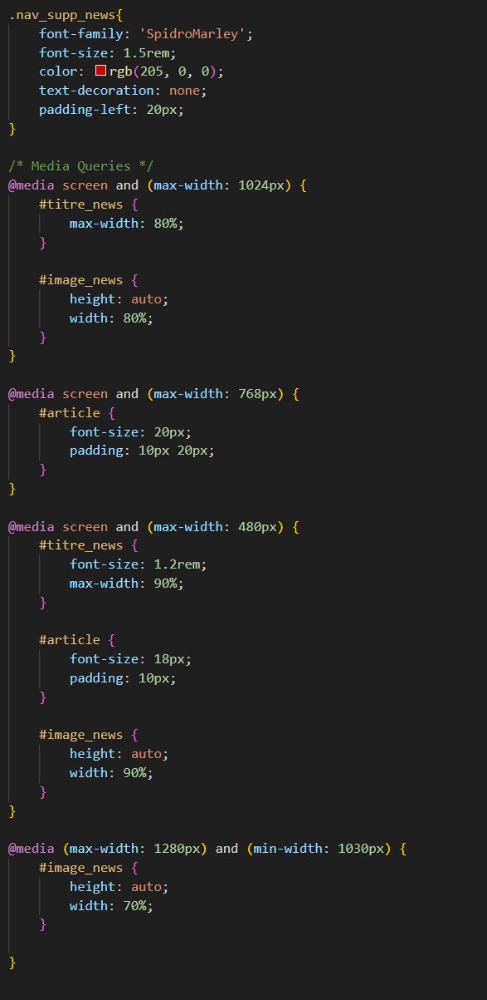 .nav_supp_news{
    font-family: 'SpidroMarley';
    font-size: 1.5rem;
    color: rgb(205, 0, 0);
    text-decoration: none;
    padding-left: 20px;
}

/* Media Queries */
@media screen and (max-width: 1024px) {
    #titre_news {
        max-width: 80%;
    }

    #image_news {
        height: auto;
        width: 80%;
    }
}

@media screen and (max-width: 768px) {
    #article {
        font-size: 20px;
        padding: 10px 20px;
    }
}

@media screen and (max-width: 480px) {
    #titre_news {
        font-size: 1.2rem;
        max-width: 90%;
    }

    #article {
        font-size: 18px;
        padding: 10px;
    }

    #image_news {
        height: auto;
        width: 90%;
    }
}

@media (max-width: 1280px) and (min-width: 1030px) {
    #image_news {
        height: auto;
        width: 70%;
    }

}